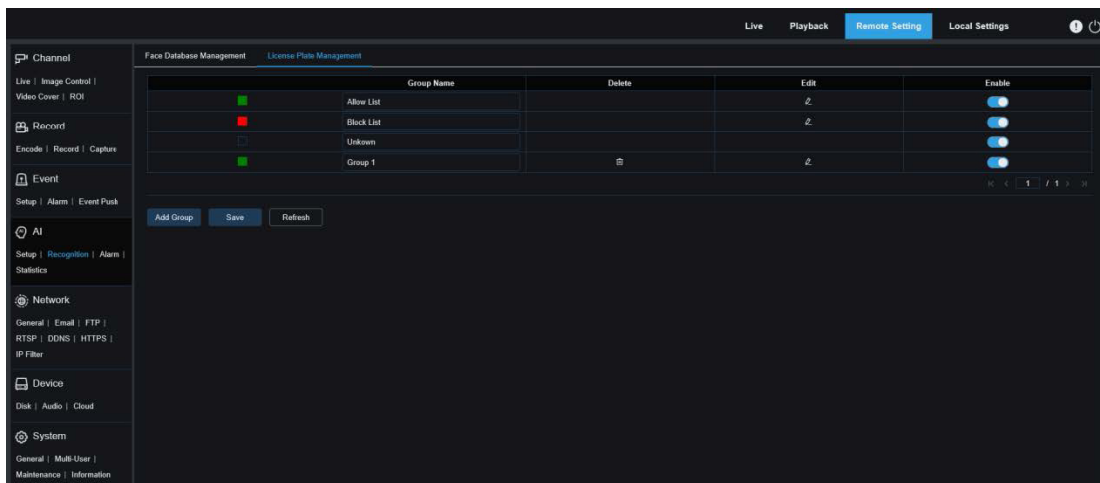 Live Playback Remote Setting Local Settings
Channel
Live | Image Control |
Video Cover | ROI
Record
Encode | Record | Capture
Event
Setup | Alarm | Event Push
AI
Setup | Recognition | Alarm |
Statistics
Network
General | Email | FTP |
RTSP | DDNS | HTTPS |
IP Filter
Device
Disk | Audio | Cloud
System
General | Multi-User |
Maintenance | Information
Face Database Management License Plate Management
Group Name Delete Edit Enable
Allow List
Block List
Unkown
Group 1
1 / 1
Add Group Save Refresh